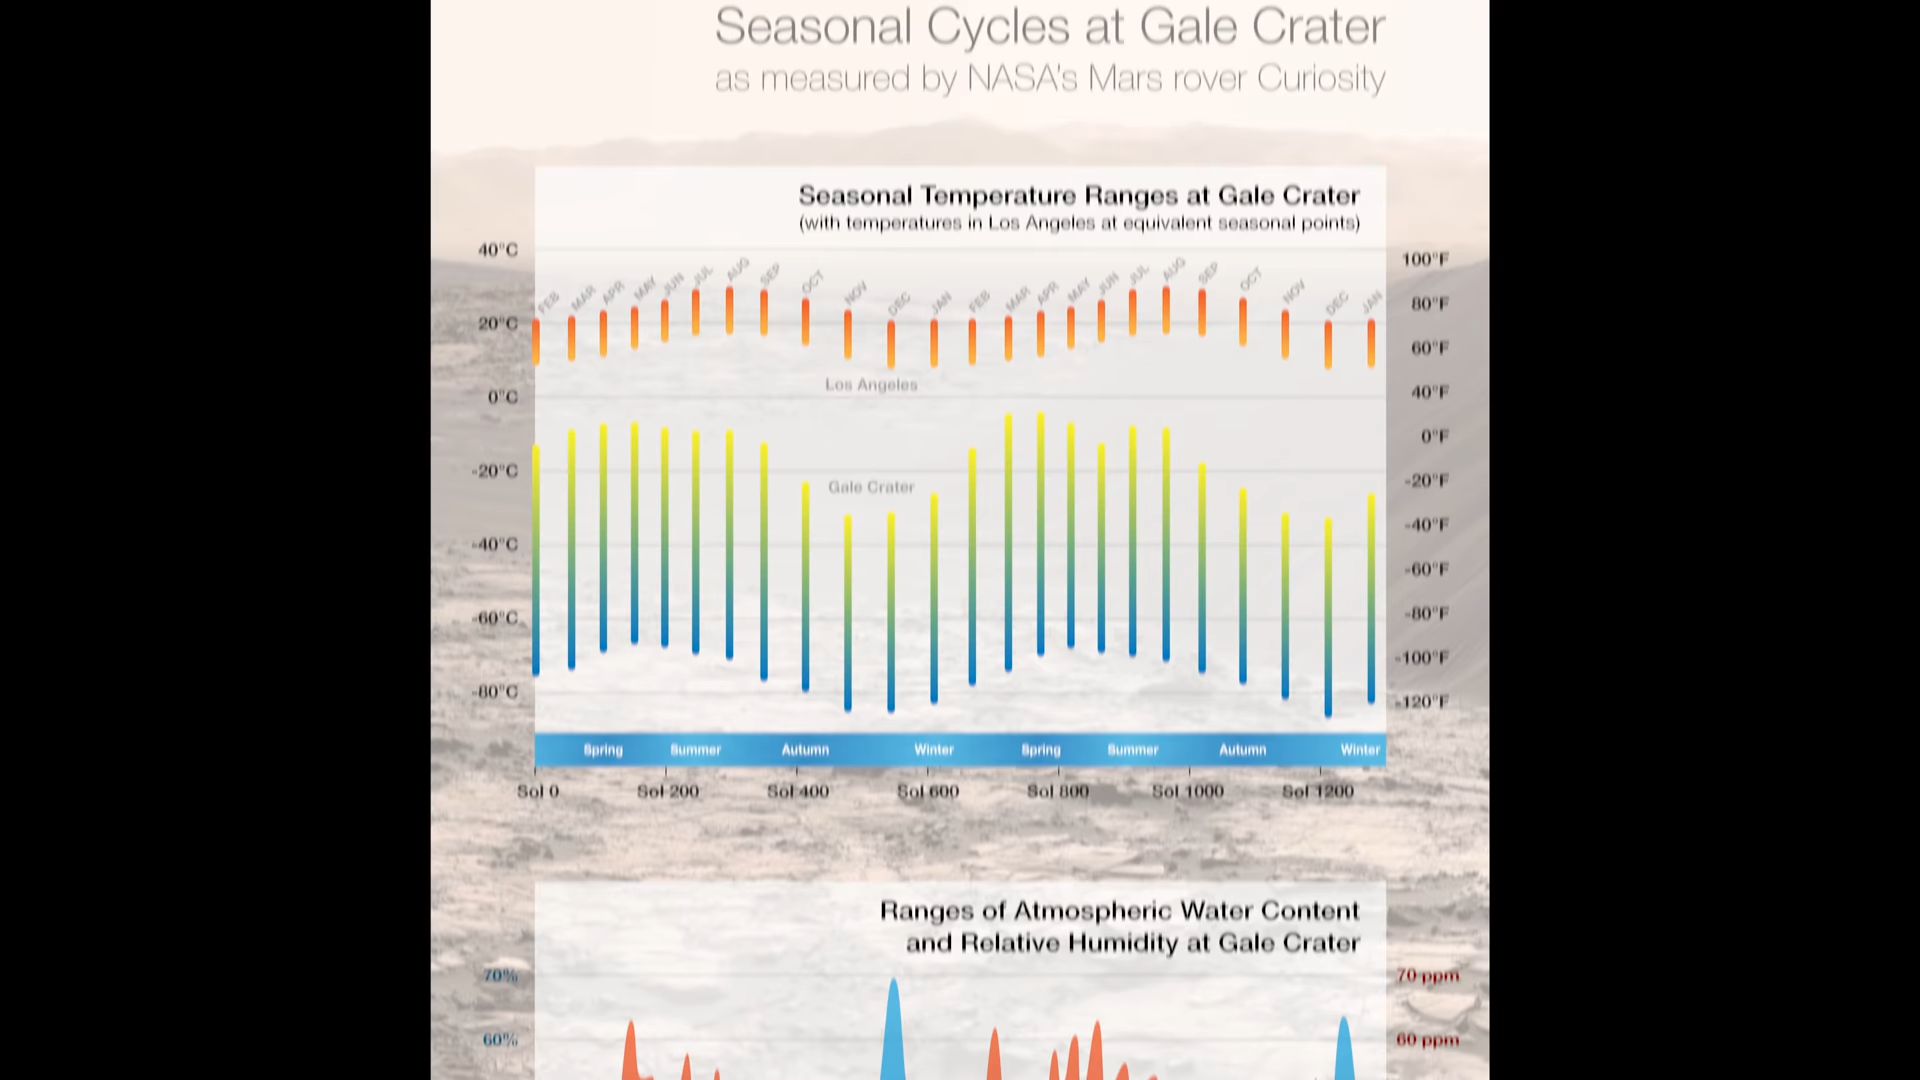 Seasonal Cycles at Gale Crater
as measured by NASA's Mars rover Curiosity
Seasonal Temperature Ranges at Gale Crater
(with temperatures in Los Angeles at equivalent seasonal points)
40°C
100°F
FEB MAR APR MAY JUN JUL AUG SEP OCT NOV DEC JAN FEB MAR APR MAY JUN JUL AUG SEP OCT NOV DEC JAN
80°F
20°C
60°F
Los Angeles
0°C
40°F
0°F
-20°C
-20°F
Gale Crater
-40°F
-40°C
-60°F
-80°F
-60°C
-100°F
-80°C
-120°F
Spring Summer Autumn Winter Spring Summer Autumn Winter
Sol 0 Sol 200 Sol 400 Sol 600 Sol 800 Sol 1000 Sol 1200
Ranges of Atmospheric Water Content
and Relative Humidity at Gale Crater
70% 70 ppm
60% 60 ppm